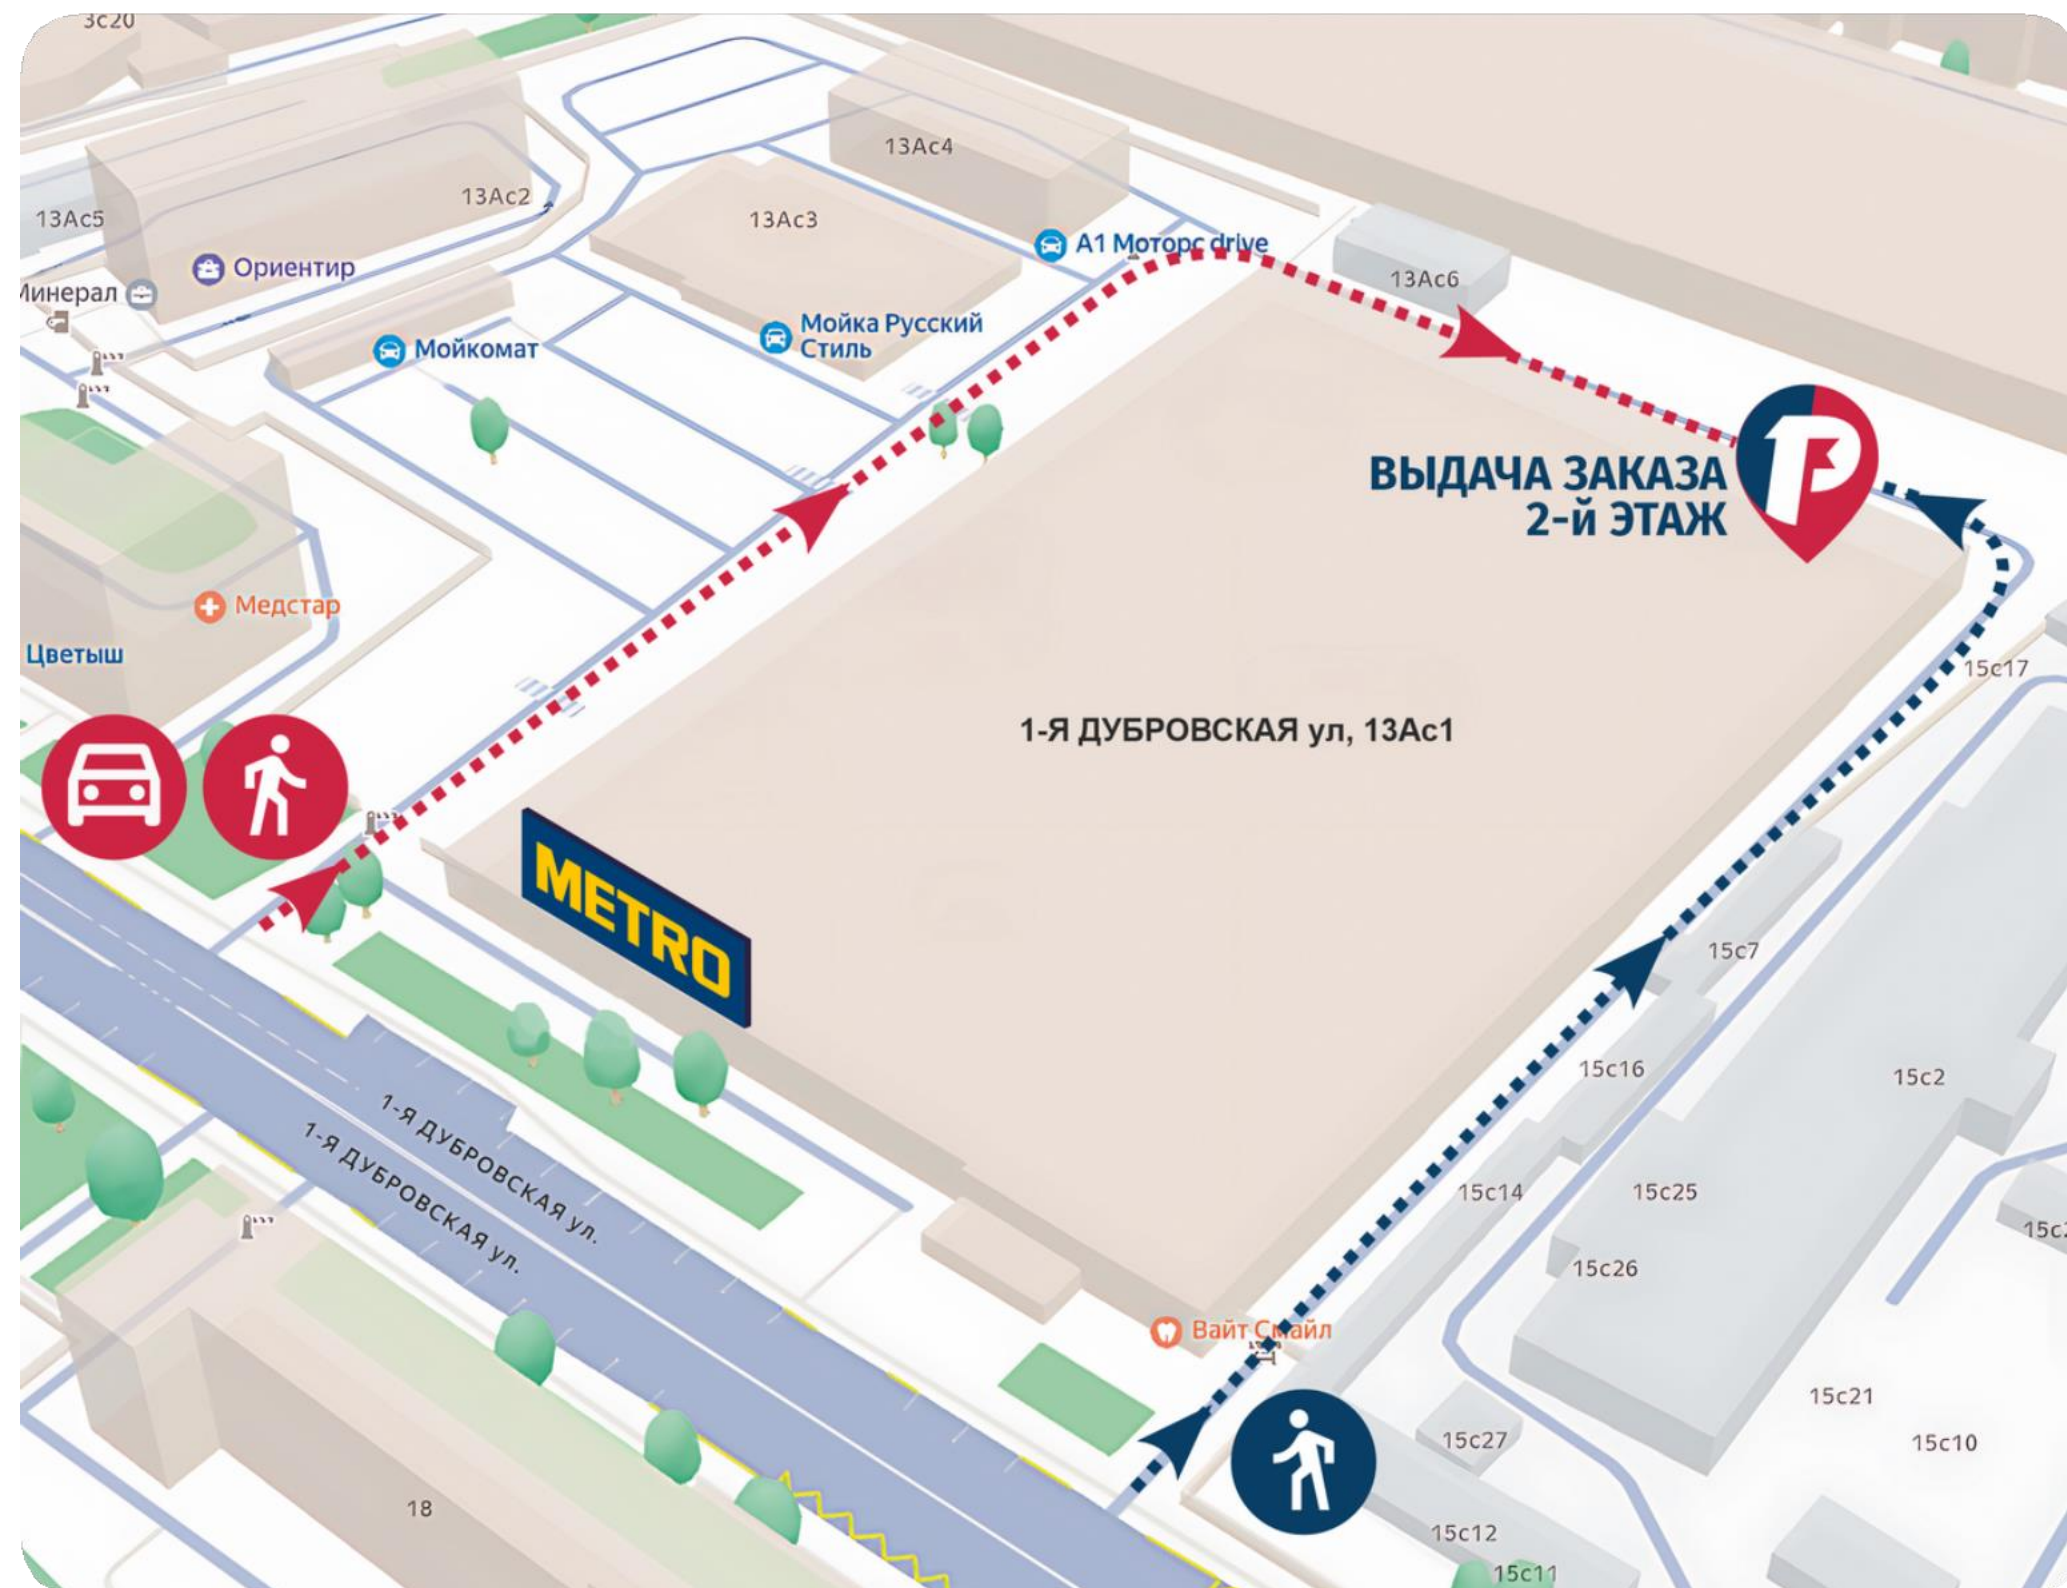 3с20
13Ас4
13Ас2
13Ас5
13Ас3
А1 Моторс drive
Ориентир
13Ас6
Минерал
Мойка Русский
Стиль
Мойкомат
ВЫДАЧА ЗАКАЗА
2-й ЭТАЖ
Медстар
Цветыш
15с17
1-Я ДУБРОВСКАЯ ул, 13Ас1
METRO
15с7
15с16
15с2
1-Я ДУБРОВСКАЯ ул.
1-Я ДУБРОВСКАЯ ул.
15с14
15с25
15с26
Вайт Смайл
15с21
15с27
15с10
18
15с12
15с11